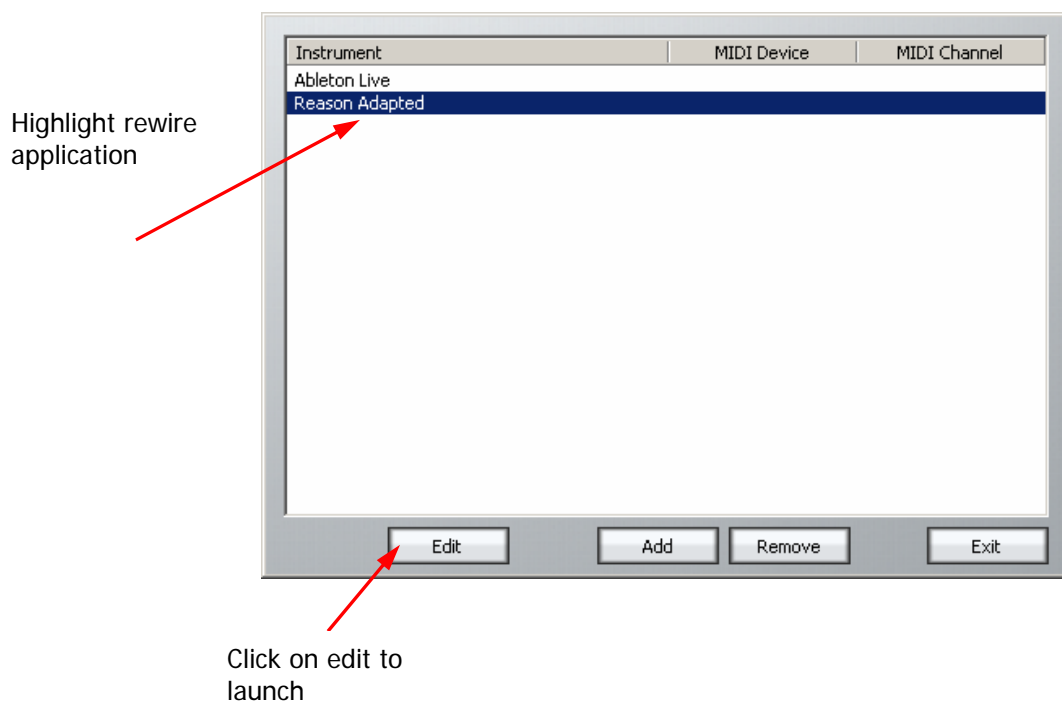 Instrument MIDI Device MIDI Channel
Ableton Live
Reason Adapted
Highlight rewire
application
Edit Add Remove Exit
Click on edit to
launch